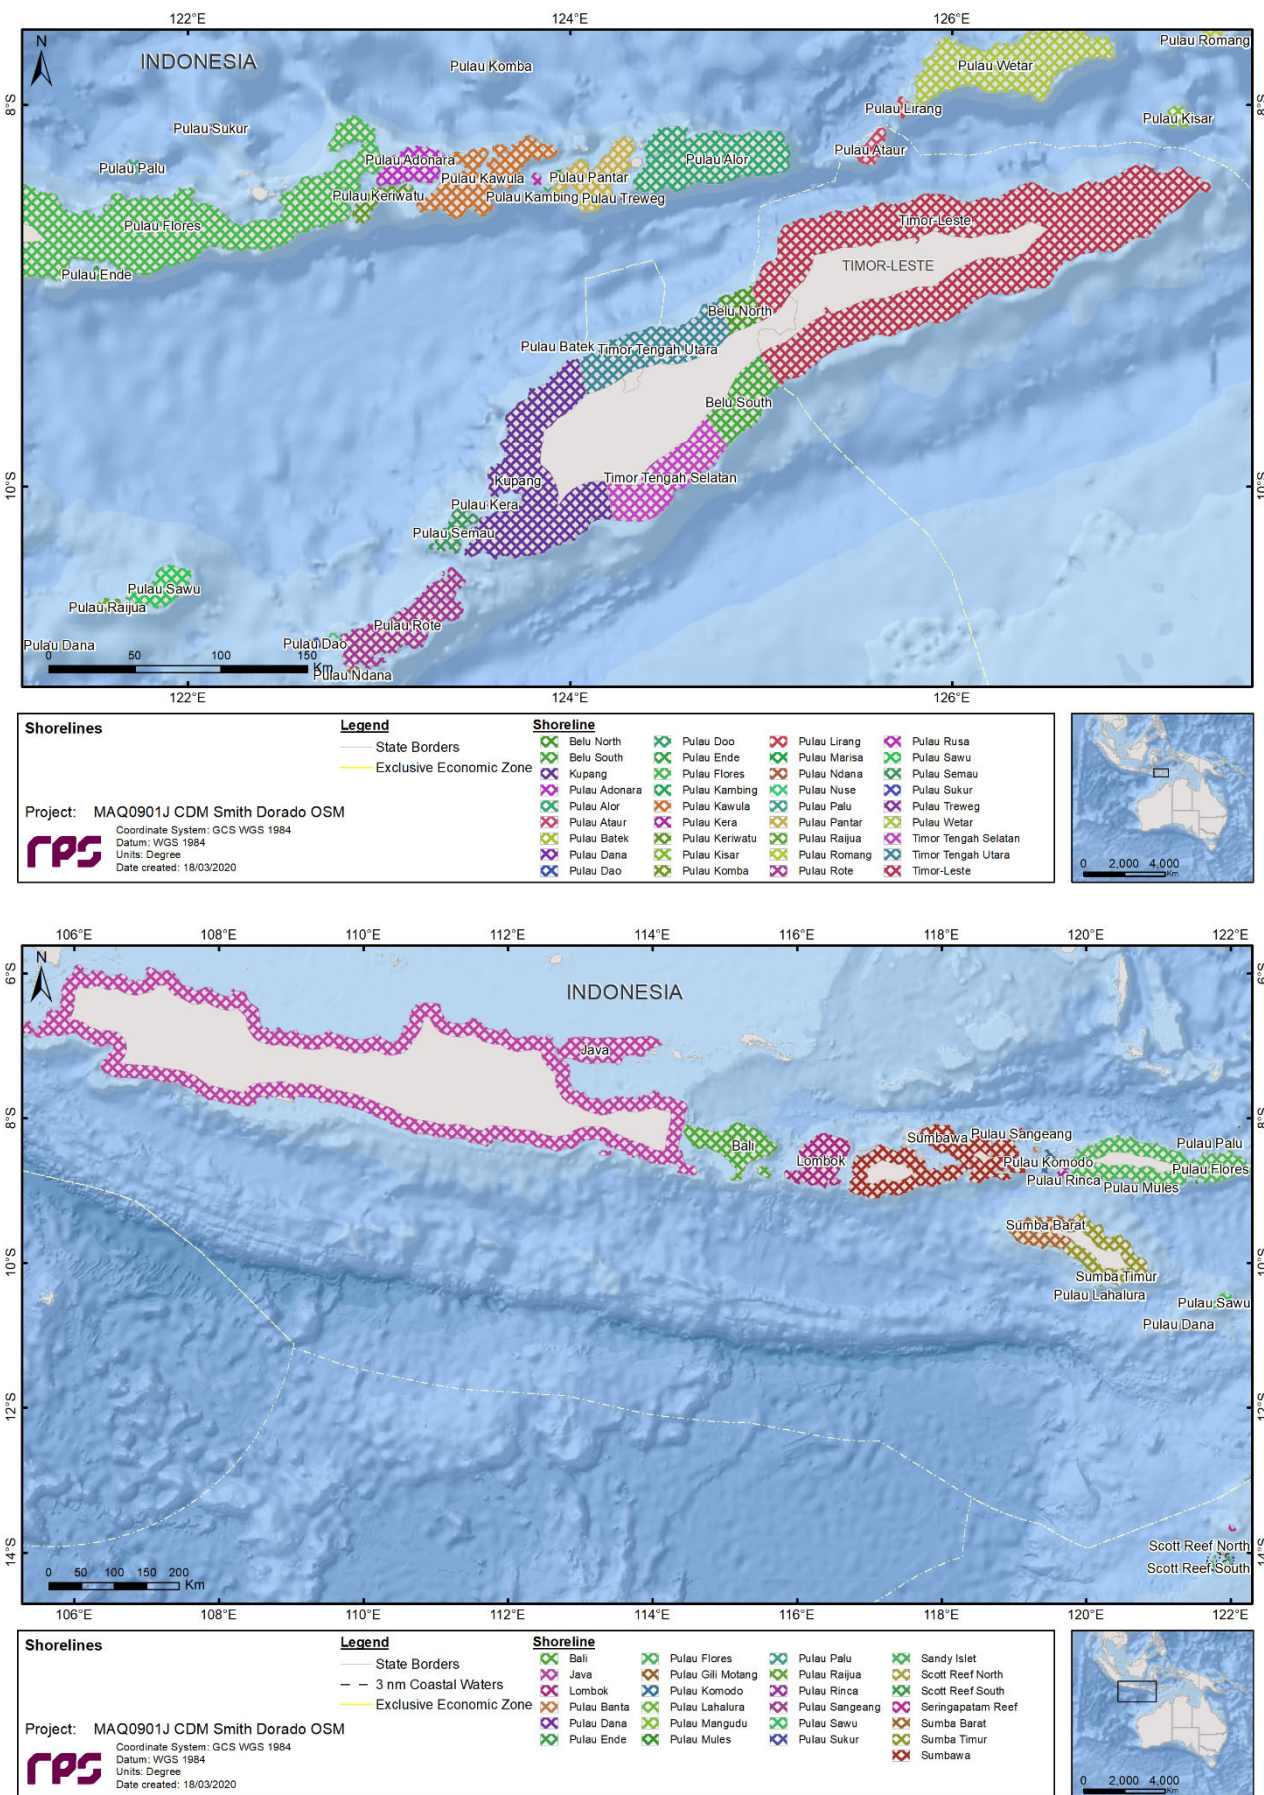 122°E 124°E 126°E
N
INDONESIA
Pulau Komba
Pulau Romang
Pulau Wetar
8°S 8°S
Pulau Lirang
Pulau Kisar
Pulau Sukur
Pulau Ataur
Pulau Palu
Pulau Adonara
Pulau Alor
Pulau Kawula
Pulau Pantar
Pulau Keriwatu
Pulau Kambing
Pulau Treweg
Pulau Flores
Timor-Leste
Pulau Ende
TIMOR-LESTE
Belu North
Pulau Batek
Timor Tengah Utara
Belu South
Timor Tengah Selatan
Kupang
10°S 10°S
Pulau Kera
Pulau Semau
Pulau Sawu
Pulau Raijua
Pulau Rote
Pulau Dana
Pulau Dao
0 50 100 150
Km
Pulau Ndana
122°E 124°E 126°E
Shorelines
Project: MAQ0901J CDM Smith Dorado OSM
rps
Coordinate System: GCS WGS 1984
Datum: WGS 1984
Units: Degree
Date created: 18/03/2020
Legend
State Borders
Exclusive Economic Zone
Shoreline
Belu North
Belu South
Kupang
Pulau Adonara
Pulau Alor
Pulau Ataur
Pulau Batek
Pulau Dana
Pulau Dao
Pulau Doo
Pulau Ende
Pulau Flores
Pulau Kambing
Pulau Kawula
Pulau Kera
Pulau Keriwatu
Pulau Kisar
Pulau Komba
Pulau Lirang
Pulau Marisa
Pulau Ndana
Pulau Nuse
Pulau Palu
Pulau Pantar
Pulau Raijua
Pulau Romang
Pulau Rote
Pulau Rusa
Pulau Sawu
Pulau Semau
Pulau Sukur
Pulau Treweg
Pulau Wetar
Timor Tengah Selatan
Timor Tengah Utara
Timor-Leste
0 2,000 4,000
Km
106°E 108°E 110°E 112°E 114°E 116°E 118°E 120°E 122°E
6°S 6°S
N
INDONESIA
Java
8°S 8°S
Bali
Lombok
Sumbawa
Pulau Sangeang
Pulau Palu
Pulau Komodo
Pulau Flores
Pulau Rinca
Pulau Mules
Sumba Barat
10°S 10°S
Sumba Timur
Pulau Lahalura
Pulau Sawu
Pulau Dana
12°S 12°S
14°S 14°S
Scott Reef North
Scott Reef South
0 50 100 150 200
Km
106°E 108°E 110°E 112°E 114°E 116°E 118°E 120°E 122°E
Shorelines
Project: MAQ0901J CDM Smith Dorado OSM
rps
Coordinate System: GCS WGS 1984
Datum: WGS 1984
Units: Degree
Date created: 18/03/2020
Legend
State Borders
3 nm Coastal Waters
Exclusive Economic Zone
Shoreline
Bali
Java
Lombok
Pulau Banta
Pulau Dana
Pulau Ende
Pulau Flores
Pulau Gili Motang
Pulau Komodo
Pulau Lahalura
Pulau Mangudu
Pulau Mules
Pulau Palu
Pulau Raijua
Pulau Rinca
Pulau Sangeang
Pulau Sawu
Pulau Sukur
Sandy Islet
Scott Reef North
Scott Reef South
Seringapatam Reef
Sumba Barat
Sumba Timur
Sumbawa
0 2,000 4,000
Km